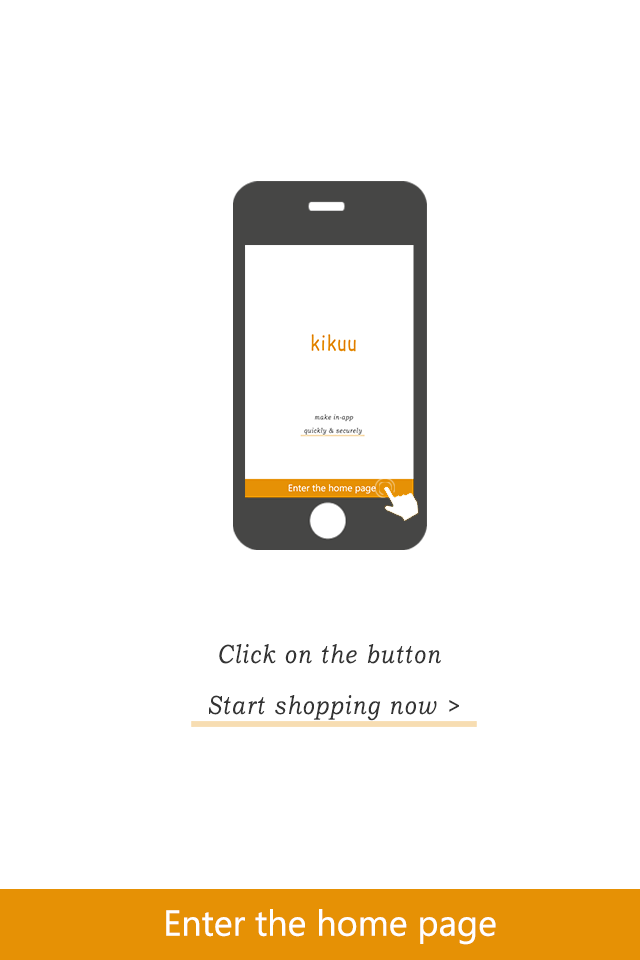 kikuu
make in-app
quickly & securely
Enter the home page
Click on the button
Start shopping now >
Enter the home page